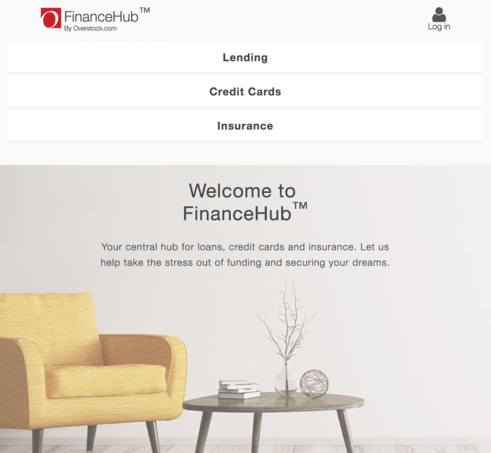 FinanceHub™
By Overstock.com
Log in
Lending
Credit Cards
Insurance
Welcome to
FinanceHub™
Your central hub for loans, credit cards and insurance. Let us
help take the stress out of funding and securing your dreams.